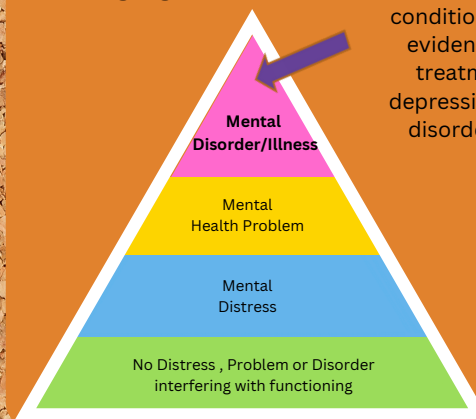 conditio
eviden
treatm
depressi
disord
Mental
Disorder/Illness
Mental
Health Problem
Mental
Distress
No Distress , Problem or Disorder
interfering with functioning